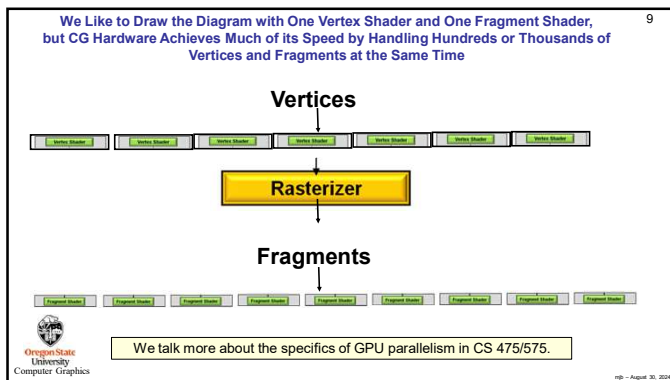 We Like to Draw the Diagram with One Vertex Shader and One Fragment Shader,
but CG Hardware Achieves Much of its Speed by Handling Hundreds or Thousands of
Vertices and Fragments at the Same Time
9
Vertices
Vertex Shader Vertex Shader Vertex Shader Vertex Shader Vertex Shader Vertex Shader Vertex Shader
Rasterizer
Fragments
Fragment Shader Fragment Shader Fragment Shader Fragment Shader Fragment Shader Fragment Shader Fragment Shader Fragment Shader Fragment Shader
We talk more about the specifics of GPU parallelism in CS 475/575.
Oregon State
University
Computer Graphics
mjb – August 30, 2024